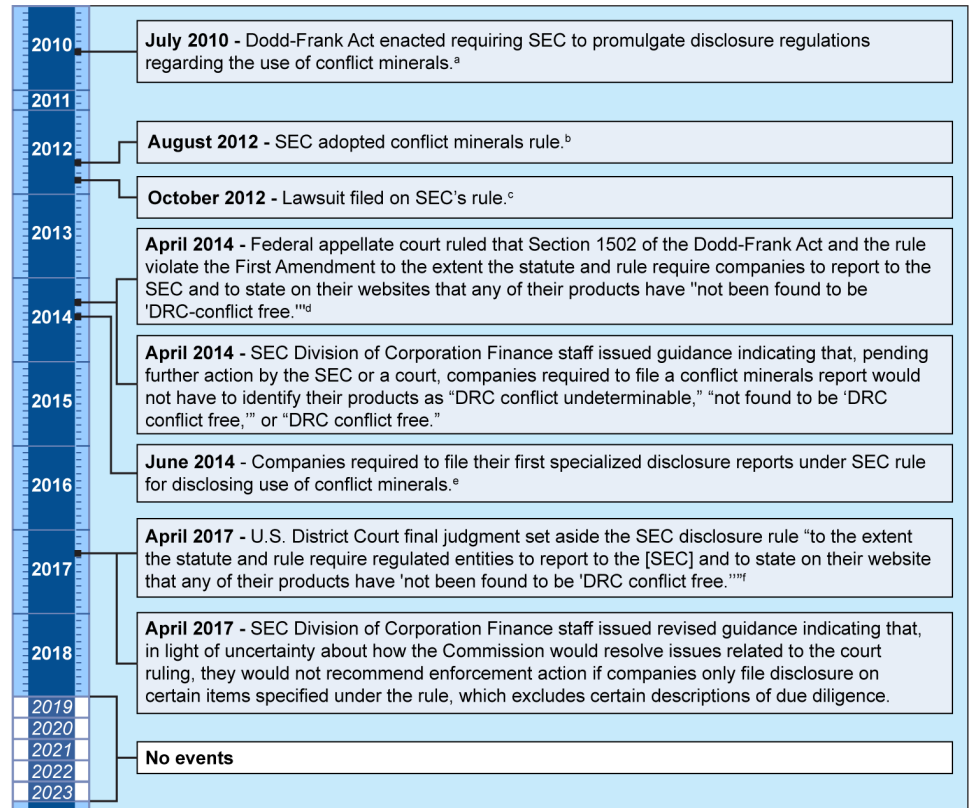 2010
July 2010 - Dodd-Frank Act enacted requiring SEC to promulgate disclosure regulations
regarding the use of conflict minerals.ᵃ
2011
2012
August 2012 - SEC adopted conflict minerals rule.ᵇ
October 2012 - Lawsuit filed on SEC’s rule.ᶜ
2013
April 2014 - Federal appellate court ruled that Section 1502 of the Dodd-Frank Act and the rule
violate the First Amendment to the extent the statute and rule require companies to report to the
SEC and to state on their websites that any of their products have "not been found to be
'DRC-conflict free.'"ᵈ
2014
April 2014 - SEC Division of Corporation Finance staff issued guidance indicating that, pending
further action by the SEC or a court, companies required to file a conflict minerals report would
not have to identify their products as “DRC conflict undeterminable,” “not found to be ‘DRC
conflict free,’” or “DRC conflict free.”
2015
June 2014 - Companies required to file their first specialized disclosure reports under SEC rule
for disclosing use of conflict minerals.ᵉ
2016
April 2017 - U.S. District Court final judgment set aside the SEC disclosure rule “to the extent
the statute and rule require regulated entities to report to the [SEC] and to state on their website
that any of their products have 'not been found to be 'DRC conflict free.'’”ᶠ
2017
April 2017 - SEC Division of Corporation Finance staff issued revised guidance indicating that,
in light of uncertainty about how the Commission would resolve issues related to the court
ruling, they would not recommend enforcement action if companies only file disclosure on
certain items specified under the rule, which excludes certain descriptions of due diligence.
2018
2019
2020
2021
2022
2023
No events